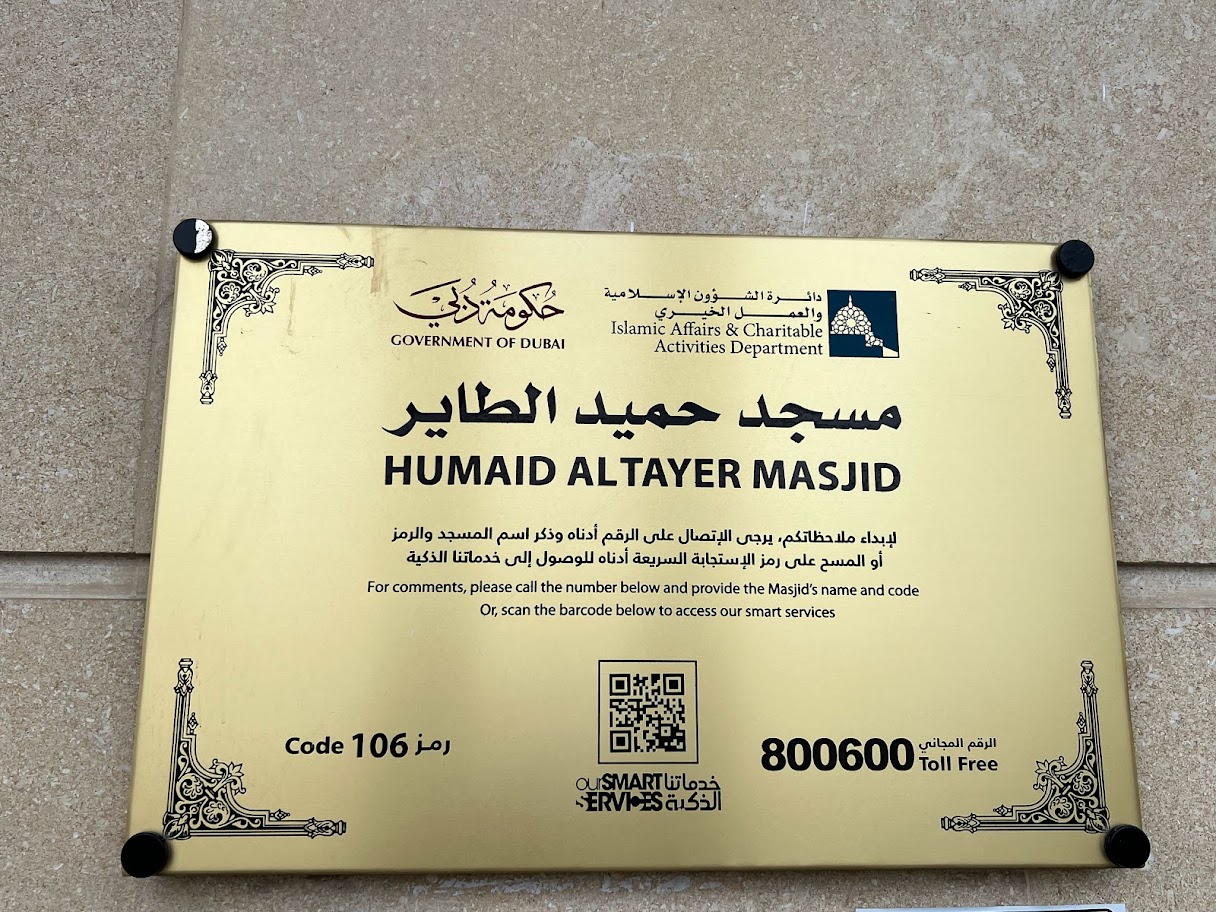 حكومة دبي
GOVERNMENT OF DUBAI
دائرة الشؤون الإسلامية
والعمل الخيري
Islamic Affairs & Charitable
Activities Department
مسجد حميد الطاير
HUMAID ALTAYER MASJID
لإبداء ملاحظاتكم، يرجى الإتصال على الرقم أدناه وذكر اسم المسجد والرمز
أو المسح على رمز الإستجابة السريعة أدناه للوصول إلى خدماتنا الذكية
For comments, please call the number below and provide the Masjid's name and code
Or, scan the barcode below to access our smart services
Code 106 رمز
800600
الرقم المجاني
Toll Free
ourSMART خدماتنا
SERVICES الذكية